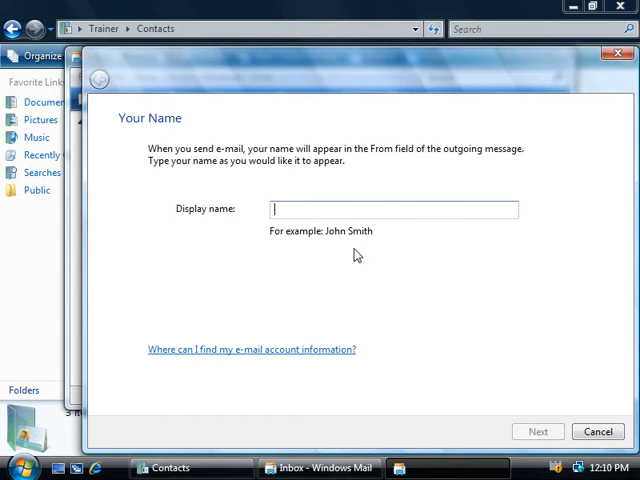 Trainer Contacts Search
Organize
Favorite Links
Documen
Pictures
Music
Recently
Searches
Public
Your Name
When you send e-mail, your name will appear in the From field of the outgoing message.
Type your name as you would like it to appear.
Display name:
For example: John Smith
Where can I find my e-mail account information?
Folders
Next Cancel
Contacts Inbox - Windows Mail 12:10 PM